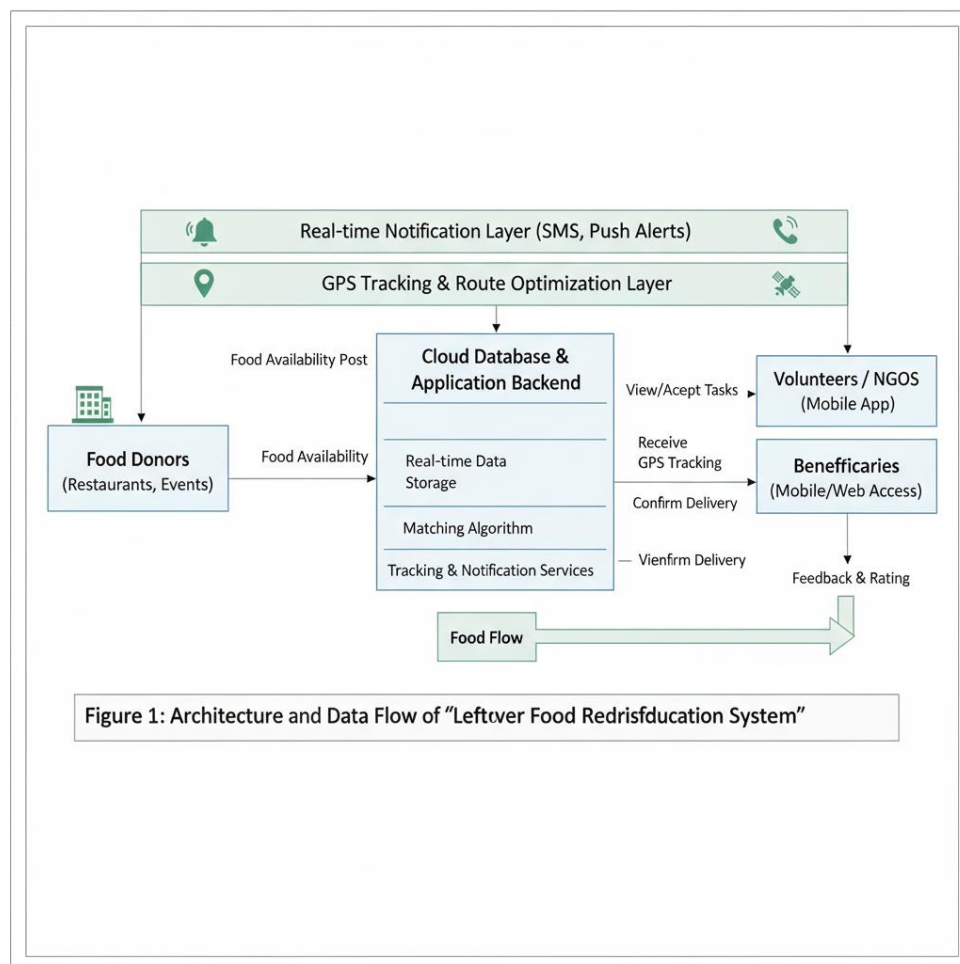 Real-time Notification Layer (SMS, Push Alerts)
GPS Tracking & Route Optimization Layer
Food Availability Post
Cloud Database &
Application Backend
View/Acept Tasks
Volunteers / NGOS
(Mobile App)
Food Donors
(Restaurants, Events)
Food Availability
Real-time Data
Storage
Receive
GPS Tracking
Benefficaries
(Mobile/Web Access)
Confirm Delivery
Matching Algorithm
Tracking & Notification Services
Vienfirm Delivery
Feedback & Rating
Food Flow
Figure 1: Architecture and Data Flow of "Leftover Food Redrisfducation System"